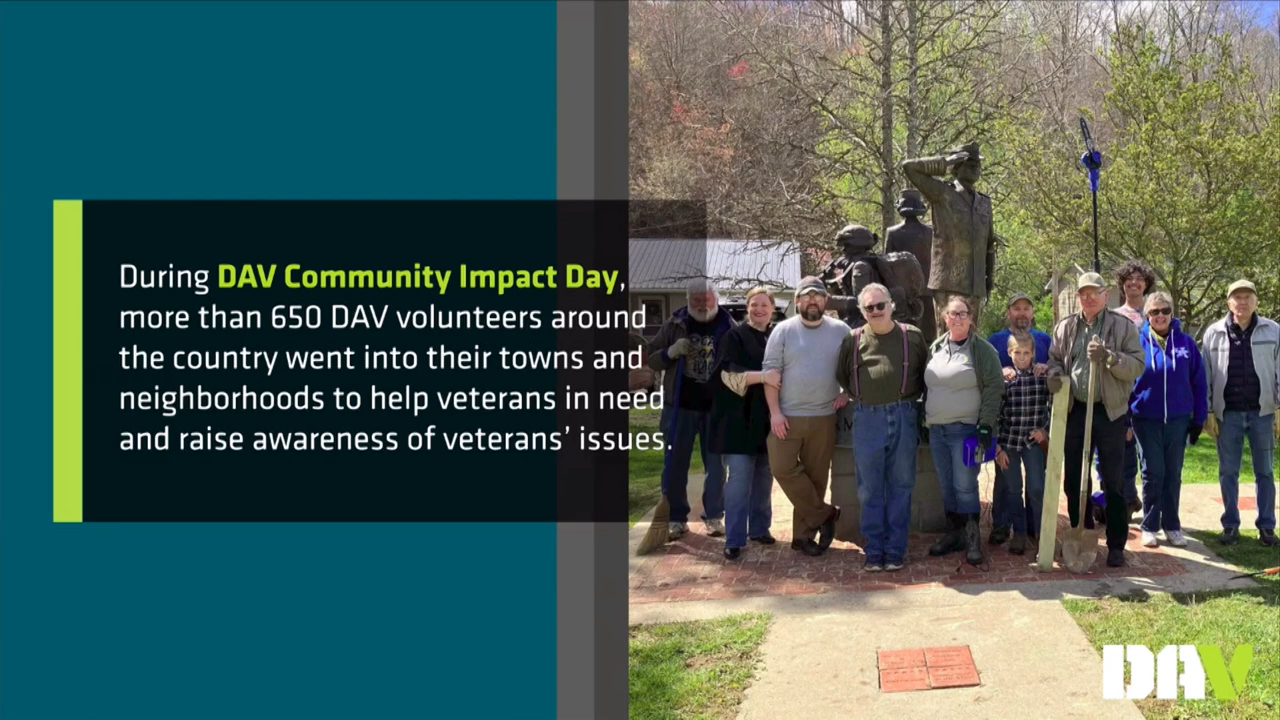 During DAV Community Impact Day,
more than 650 DAV volunteers around
the country went into their towns and
neighborhoods to help veterans in need
and raise awareness of veterans’ issues.
DAV